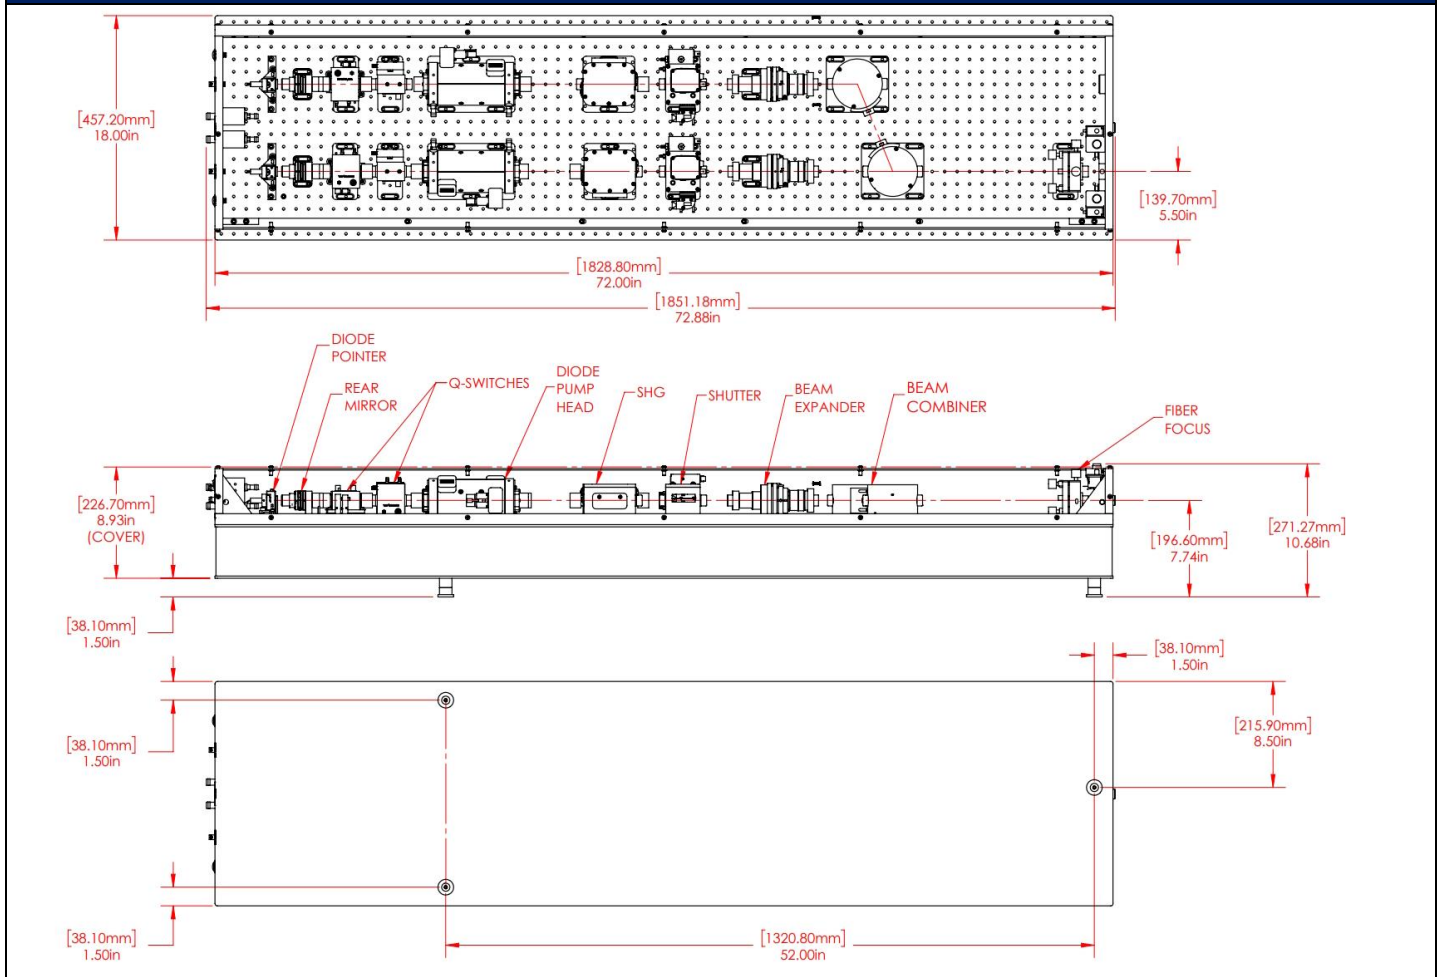 [457.20mm]
18.00in
[139.70mm]
5.50in
[1828.80mm]
72.00in
[1851.18mm]
72.88in
DIODE
POINTER
REAR
MIRROR
Q-SWITCHES
DIODE
PUMP
HEAD
SHG
SHUTTER
BEAM
EXPANDER
BEAM
COMBINER
FIBER
FOCUS
[226.70mm]
8.93in
(COVER)
[196.60mm]
7.74in
[271.27mm]
10.68in
[38.10mm]
1.50in
[38.10mm]
1.50in
[215.90mm]
8.50in
[38.10mm]
1.50in
[38.10mm]
1.50in
[1320.80mm]
52.00in